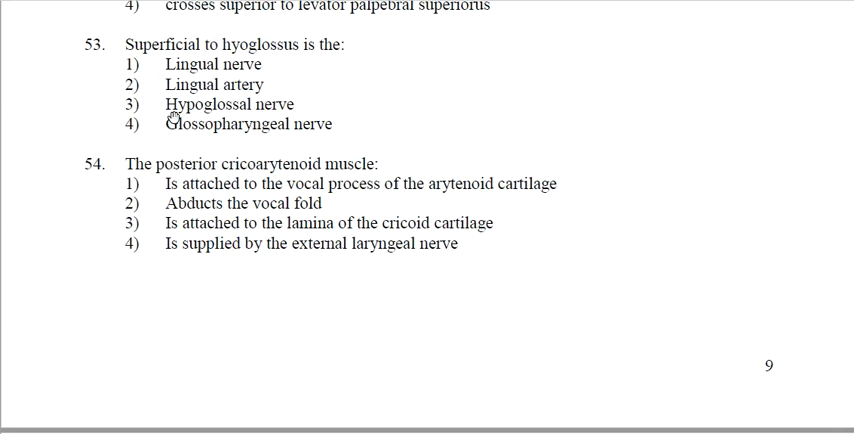 4) crosses superior to levator palpebral superiorus
53. Superficial to hyoglossus is the:
1) Lingual nerve
2) Lingual artery
3) Hypoglossal nerve
4) Glossopharyngeal nerve
54. The posterior cricoarytenoid muscle:
1) Is attached to the vocal process of the arytenoid cartilage
2) Abducts the vocal fold
3) Is attached to the lamina of the cricoid cartilage
4) Is supplied by the external laryngeal nerve
9